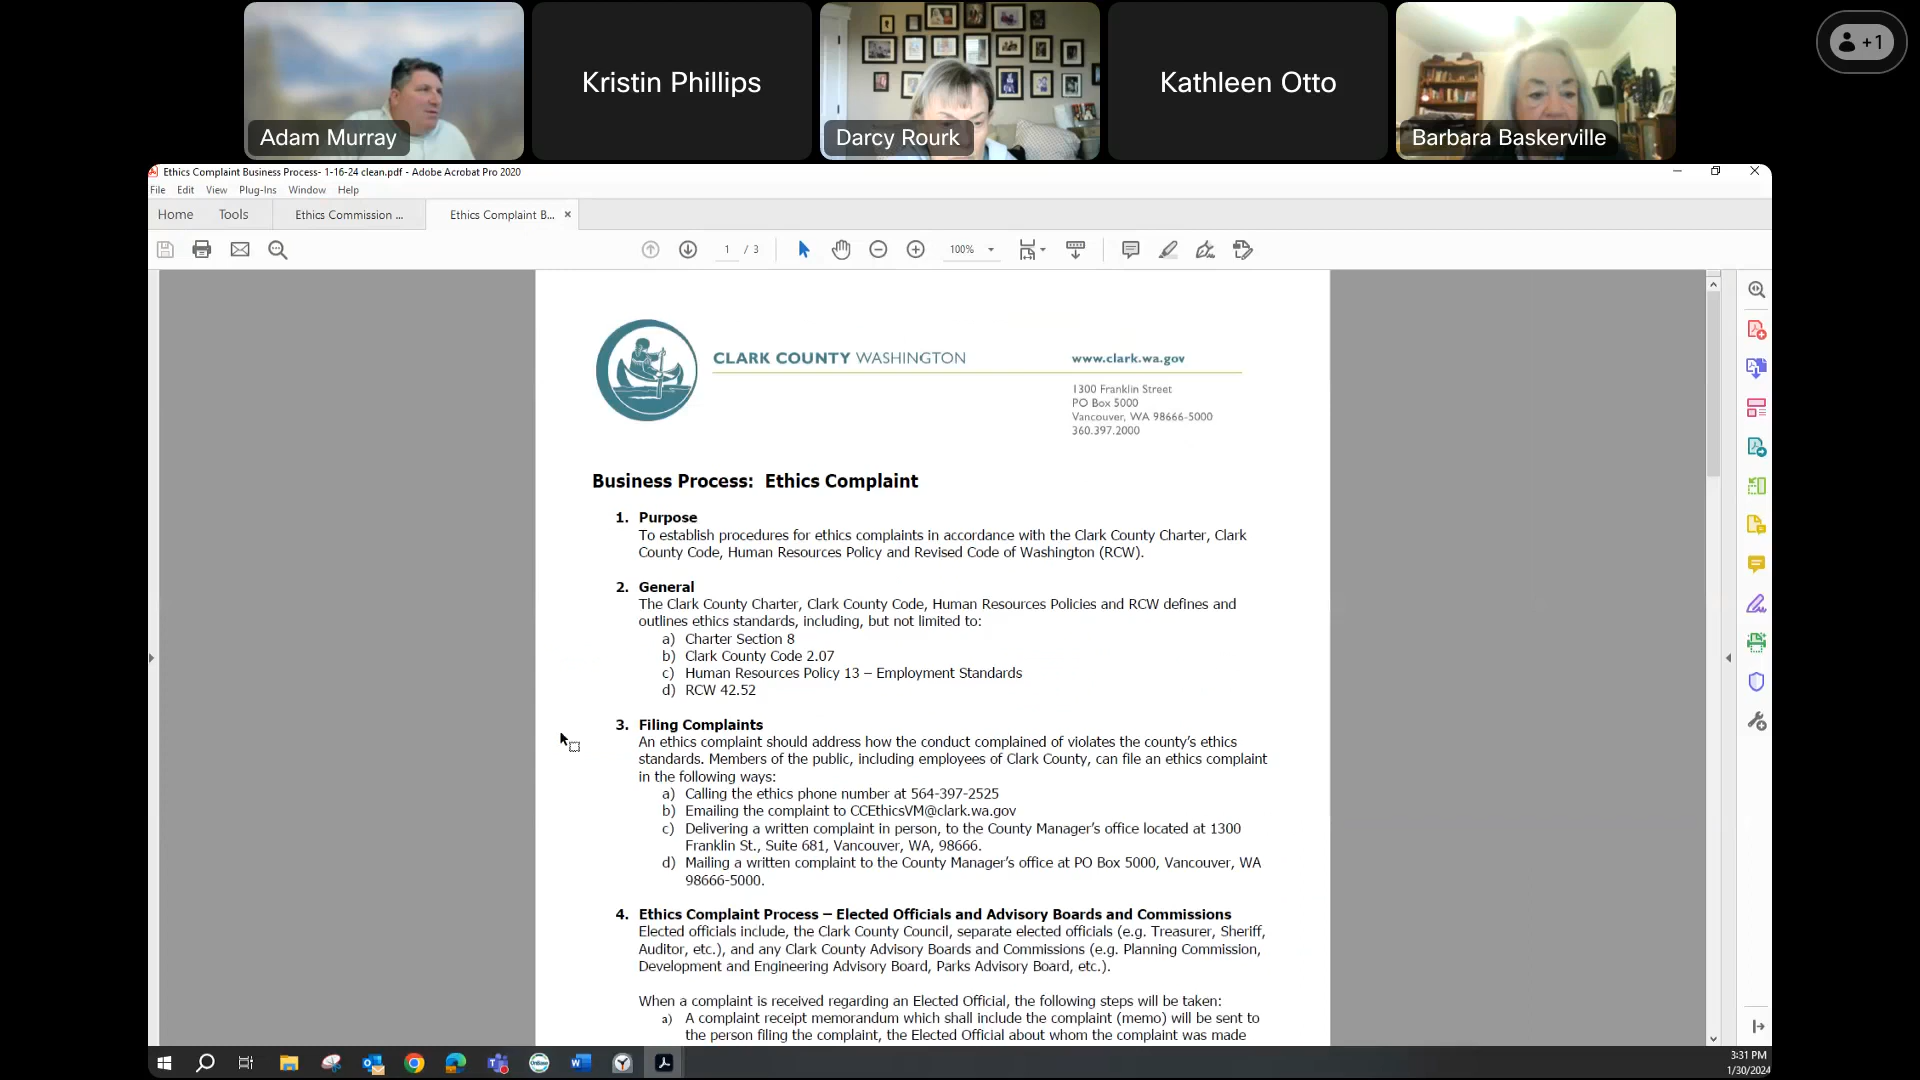 +1
Adam Murray
Kristin Phillips
Darcy Rourk
Kathleen Otto
Barbara Baskerville
Ethics Complaint Business Process- 1-16-24 clean.pdf - Adobe Acrobat Pro 2020
File Edit View Plug-Ins Window Help
Home Tools Ethics Commission ... Ethics Complaint B... ×
1 / 3 100%
CLARK COUNTY WASHINGTON
www.clark.wa.gov
1300 Franklin Street
PO Box 5000
Vancouver, WA 98666-5000
360.397.2000
Business Process: Ethics Complaint
1. Purpose
To establish procedures for ethics complaints in accordance with the Clark County Charter, Clark
County Code, Human Resources Policy and Revised Code of Washington (RCW).
2. General
The Clark County Charter, Clark County Code, Human Resources Policies and RCW defines and
outlines ethics standards, including, but not limited to:
a) Charter Section 8
b) Clark County Code 2.07
c) Human Resources Policy 13 – Employment Standards
d) RCW 42.52
3. Filing Complaints
An ethics complaint should address how the conduct complained of violates the county's ethics
standards. Members of the public, including employees of Clark County, can file an ethics complaint
in the following ways:
a) Calling the ethics phone number at 564-397-2525
b) Emailing the complaint to CCEthicsVM@clark.wa.gov
c) Delivering a written complaint in person, to the County Manager's office located at 1300
Franklin St., Suite 681, Vancouver, WA, 98666.
d) Mailing a written complaint to the County Manager's office at PO Box 5000, Vancouver, WA
98666-5000.
4. Ethics Complaint Process – Elected Officials and Advisory Boards and Commissions
Elected officials include, the Clark County Council, separate elected officials (e.g. Treasurer, Sheriff,
Auditor, etc.), and any Clark County Advisory Boards and Commissions (e.g. Planning Commission,
Development and Engineering Advisory Board, Parks Advisory Board, etc.).
When a complaint is received regarding an Elected Official, the following steps will be taken:
a) A complaint receipt memorandum which shall include the complaint (memo) will be sent to
the person filing the complaint, the Elected Official about whom the complaint was made
3:31 PM
1/30/2024